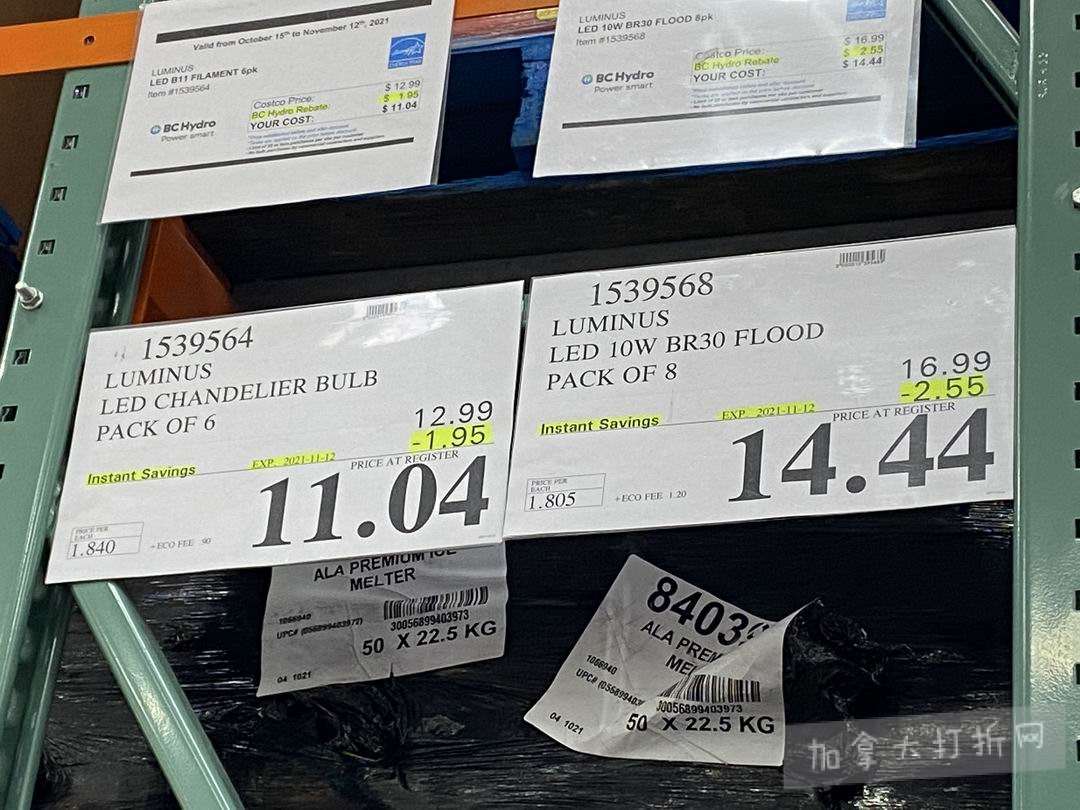 Valid from October 15th to November 12th, 2021
LUMINUS
LED B11 FILAMENT 6pk
Item #1539564
BC Hydro
Power smart
Costco Price: $ 12.99
BC Hydro Rebate: $ 1.95
YOUR COST: $ 11.04
LUMINUS
LED 10W BR30 FLOOD 8pk
Item #1539568
BC Hydro
Power smart
Costco Price: $ 16.99
BC Hydro Rebate $ 2.55
YOUR COST: $ 14.44
1539564
LUMINUS
LED CHANDELIER BULB
PACK OF 6
12.99
-1.95
Instant Savings
EXP. 2021-11-12
PRICE AT REGISTER
11.04
PRICE PER
EACH
1.840
+ECO FEE .90
1539568
LUMINUS
LED 10W BR30 FLOOD
PACK OF 8
16.99
-2.55
Instant Savings
EXP. 2021-11-12
PRICE AT REGISTER
14.44
PRICE PER
EACH
1.805
+ECO FEE 1.20
ALA PREMIUM ICE
MELTER
1066940
UPC# (056899403972)
30056899403973
50 X 22.5 KG
04 1021
8403
ALA PREM
MEL
1066940
UPC# (05689940
30056899403973
50 X 22.5 KG
04 1021
加拿大打折网